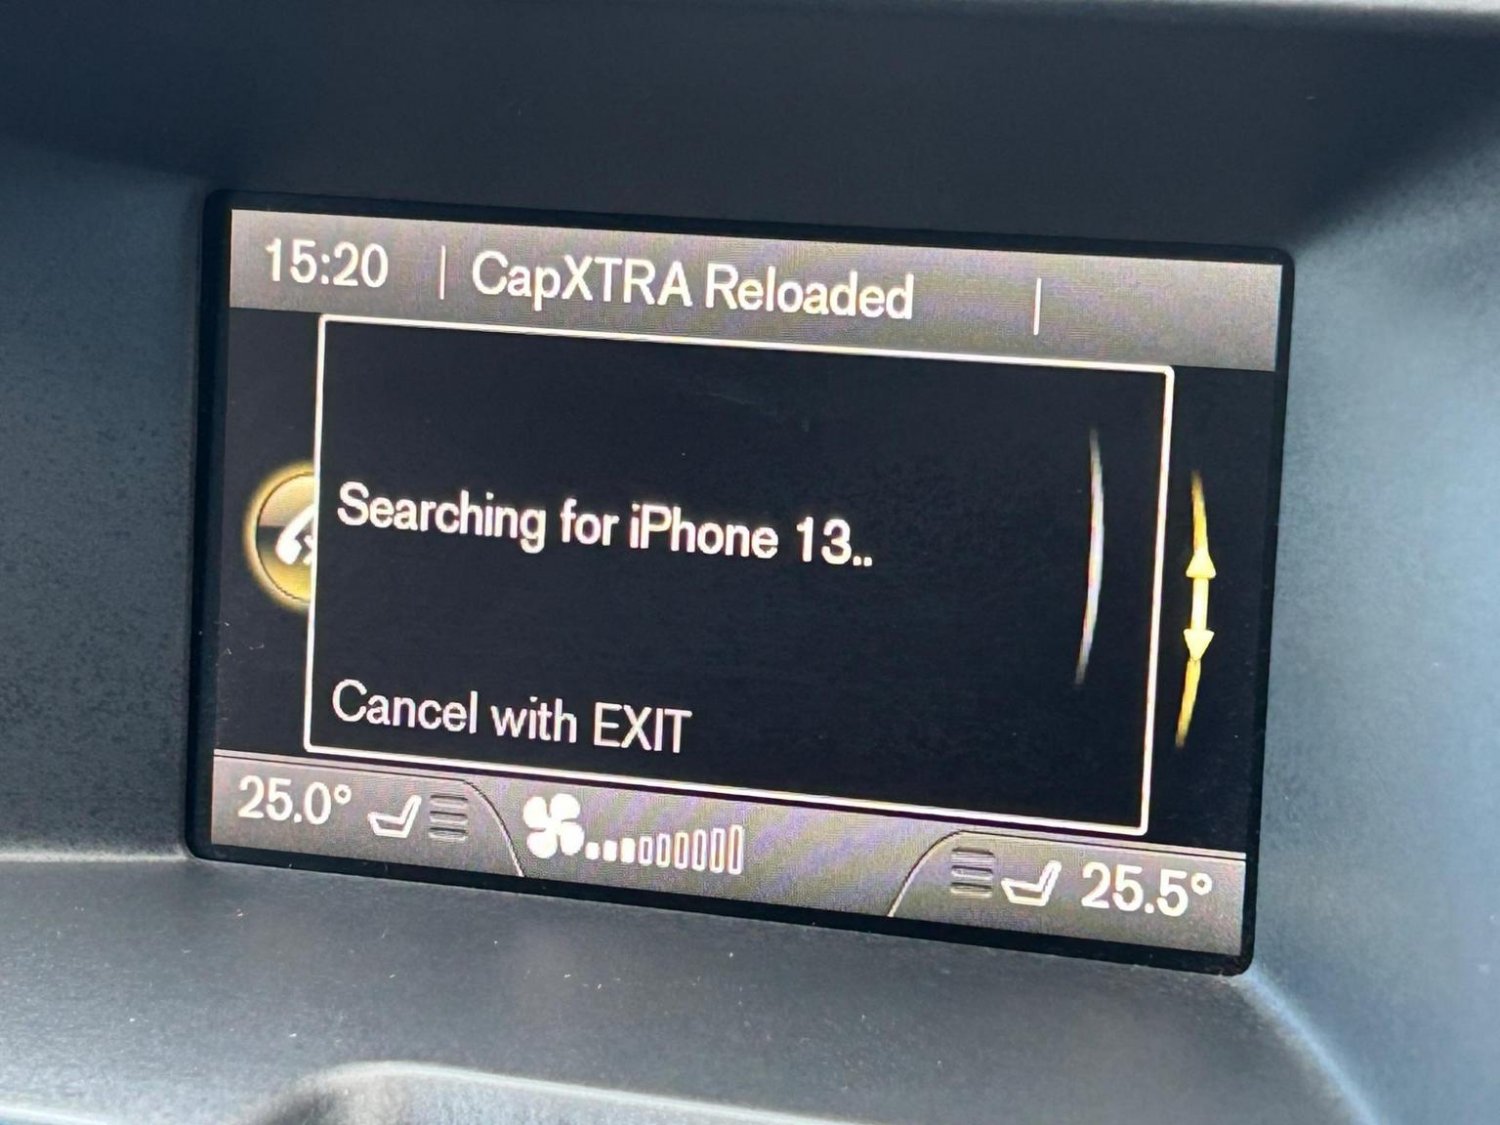 15:20 | CapXTRA Reloaded |
Searching for iPhone 13..
Cancel with EXIT
25.0° 25.5°